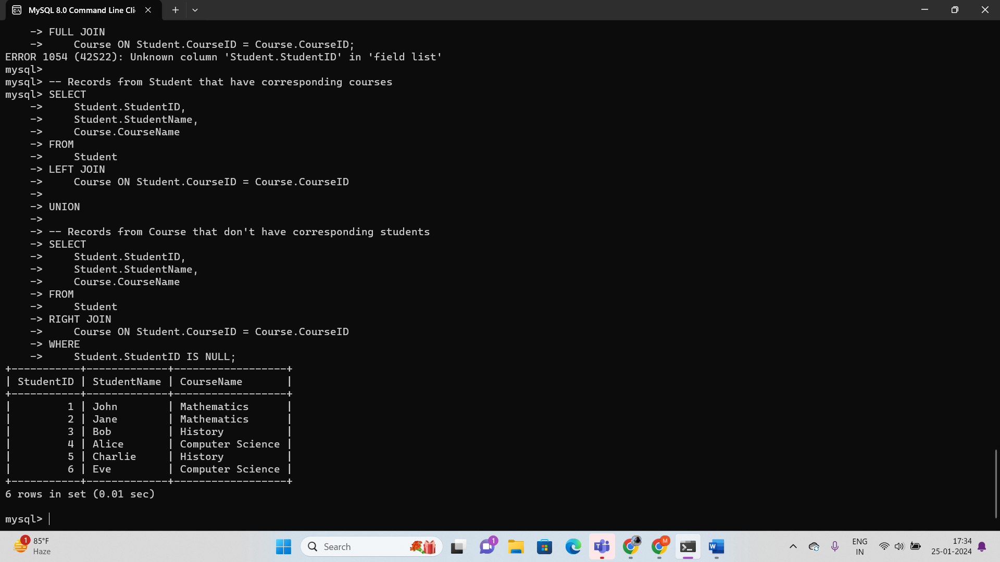 MySQL 8.0 Command Line Cli
-> FULL JOIN
-> Course ON Student.CourseID = Course.CourseID;
ERROR 1054 (42S22): Unknown column 'Student.StudentID' in 'field list'
mysql>
mysql> -- Records from Student that have corresponding courses
mysql> SELECT
-> Student.StudentID,
-> Student.StudentName,
-> Course.CourseName
-> FROM
-> Student
-> LEFT JOIN
-> Course ON Student.CourseID = Course.CourseID
->
-> UNION
->
-> -- Records from Course that don't have corresponding students
-> SELECT
-> Student.StudentID,
-> Student.StudentName,
-> Course.CourseName
-> FROM
-> Student
-> RIGHT JOIN
-> Course ON Student.CourseID = Course.CourseID
-> WHERE
-> Student.StudentID IS NULL;
+-----------+-------------+------------------+
| StudentID | StudentName | CourseName       |
+-----------+-------------+------------------+
|         1 | John        | Mathematics      |
|         2 | Jane        | Mathematics      |
|         3 | Bob         | History          |
|         4 | Alice       | Computer Science |
|         5 | Charlie     | History          |
|         6 | Eve         | Computer Science |
+-----------+-------------+------------------+
6 rows in set (0.01 sec)
mysql>
1 85°F
Haze
Search
1
M
ENG
IN
17:34
25-01-2024